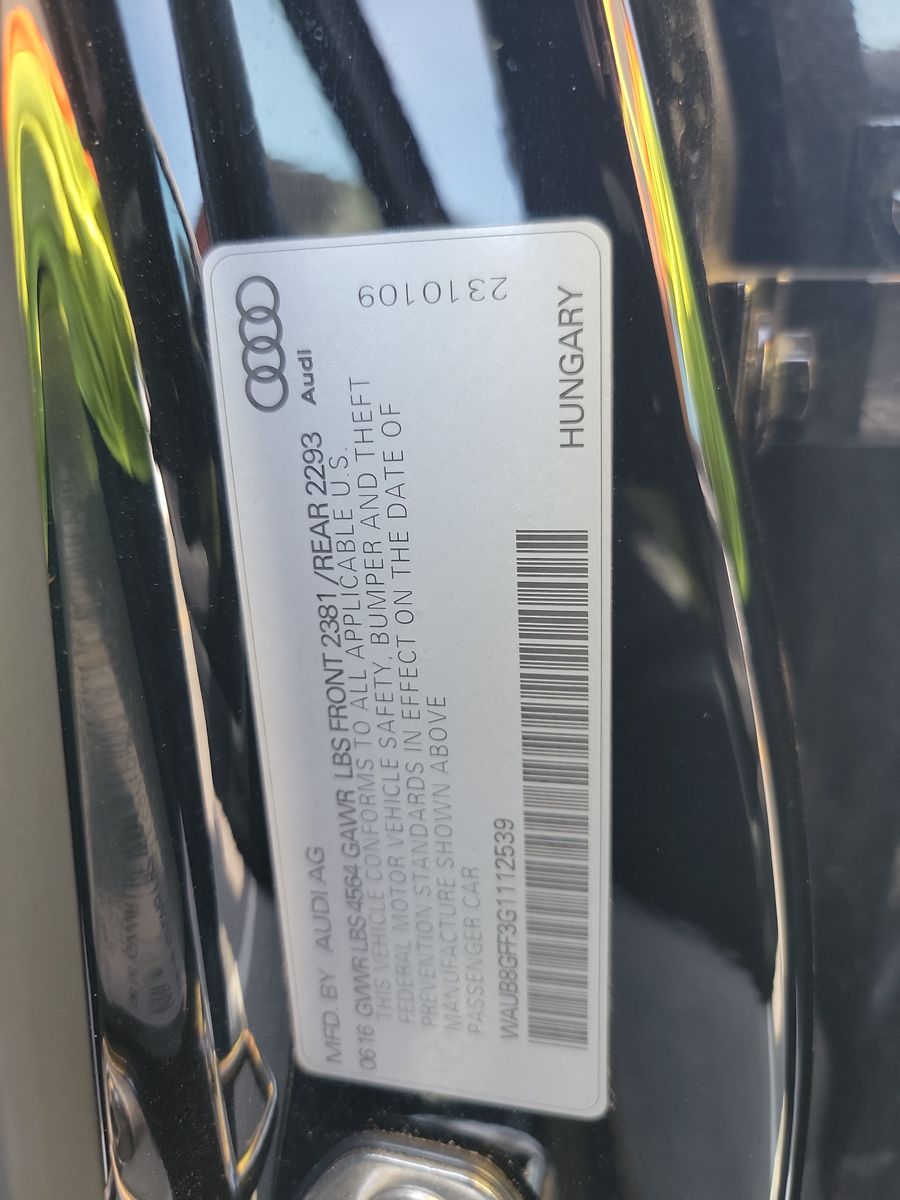 MFD. BY AUDI AG
Audi
0616 GVWR LBS 4564 GAWR LBS FRONT 2381/REAR 2293
THIS VEHICLE CONFORMS TO ALL APPLICABLE U.S.
FEDERAL MOTOR VEHICLE SAFETY, BUMPER AND THEFT
PREVENTION STANDARDS IN EFFECT ON THE DATE OF
MANUFACTURE SHOWN ABOVE
PASSENGER CAR
2310109
WAUB8GFF3G1112539
HUNGARY